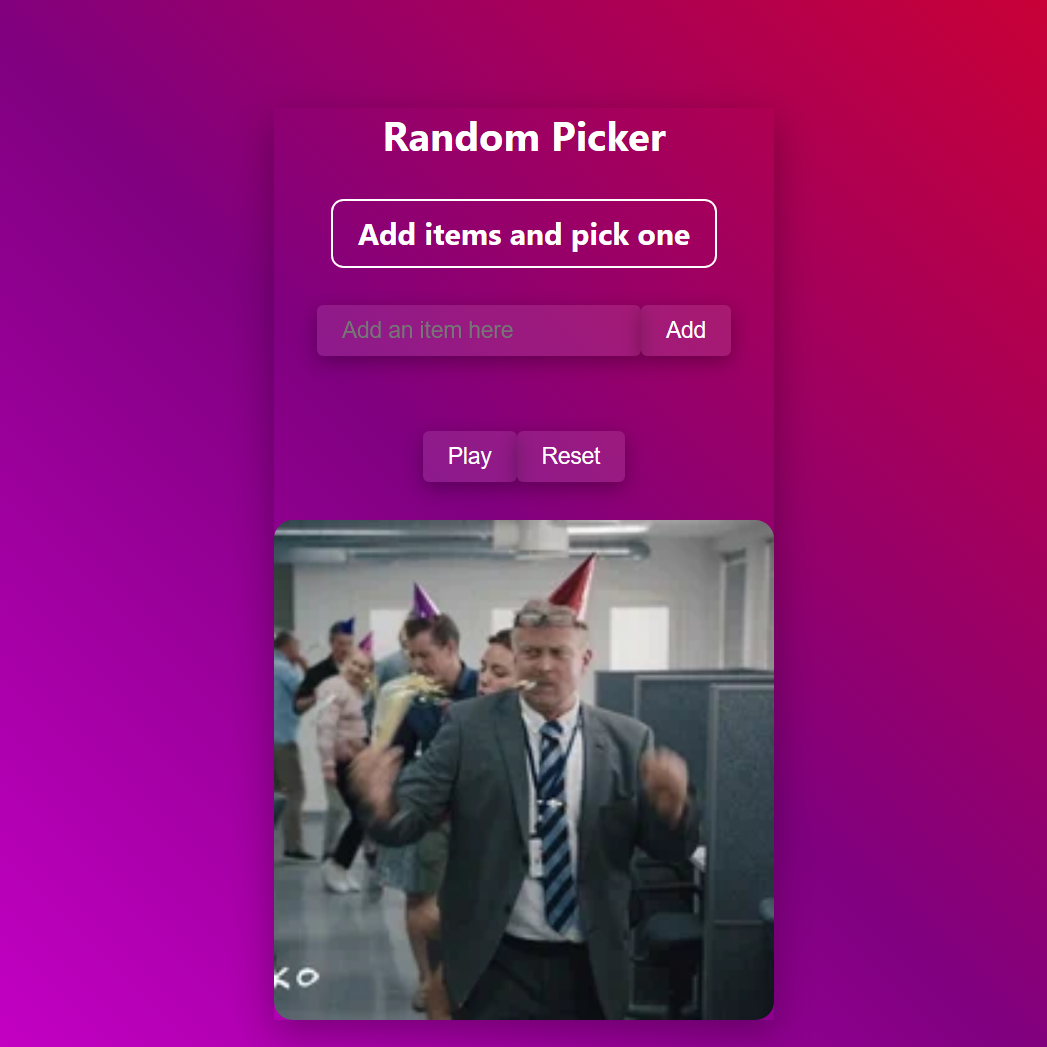 Random Picker
Add items and pick one
Add an item here
Add
Play
Reset
KO